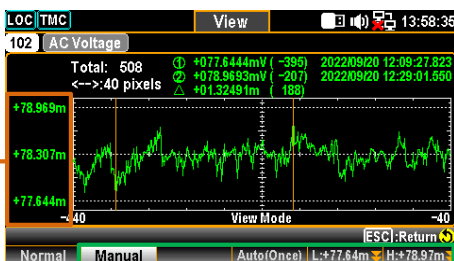 LOC TMC View 13:58:35
102 AC Voltage
Total: 508 ① +077.6444mV ( -395) 2022/09/20 12:09:27.823
<-->:40 pixels ② +078.9693mV ( -207) 2022/09/20 12:29:01.550
△ +01.32491m ( 188)
+78.969m
+78.307m
+77.644m
-440 View Mode -40
[ESC]:Return
Normal Manual Auto(Once) L:+77.64m H:+78.97m